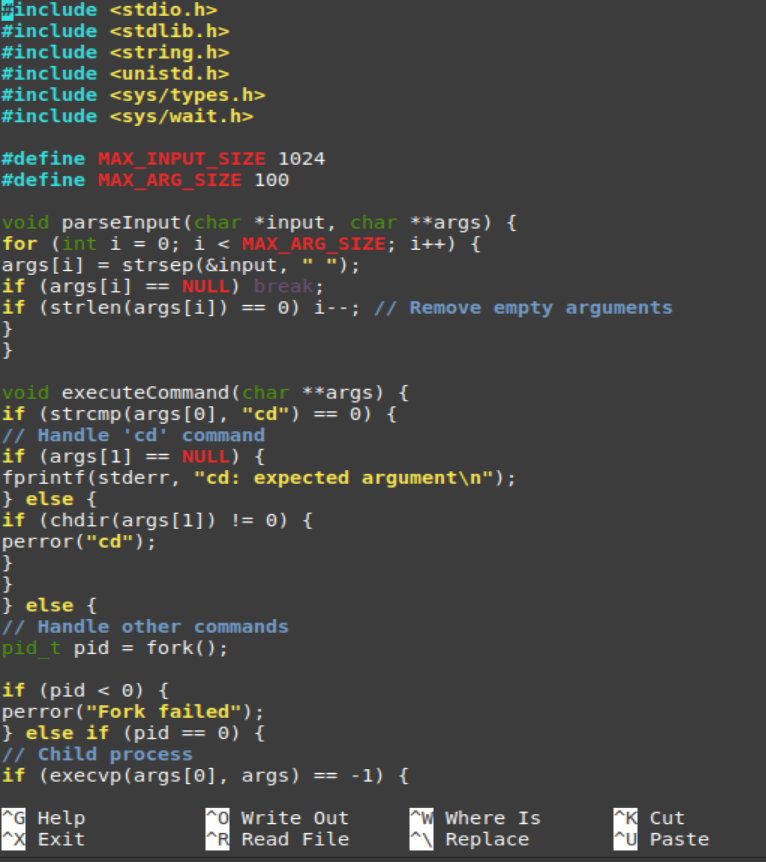 #include <stdio.h>
#include <stdlib.h>
#include <string.h>
#include <unistd.h>
#include <sys/types.h>
#include <sys/wait.h>

#define MAX_INPUT_SIZE 1024
#define MAX_ARG_SIZE 100

void parseInput(char *input, char **args) {
for (int i = 0; i < MAX_ARG_SIZE; i++) {
args[i] = strsep(&input, " ");
if (args[i] == NULL) break;
if (strlen(args[i]) == 0) i--; // Remove empty arguments
}
}

void executeCommand(char **args) {
if (strcmp(args[0], "cd") == 0) {
// Handle 'cd' command
if (args[1] == NULL) {
fprintf(stderr, "cd: expected argument\n");
} else {
if (chdir(args[1]) != 0) {
perror("cd");
}
}
} else {
// Handle other commands
pid_t pid = fork();

if (pid < 0) {
perror("Fork failed");
} else if (pid == 0) {
// Child process
if (execvp(args[0], args) == -1) {

^G Help ^O Write Out ^W Where Is ^K Cut
^X Exit ^R Read File ^\ Replace ^U Paste